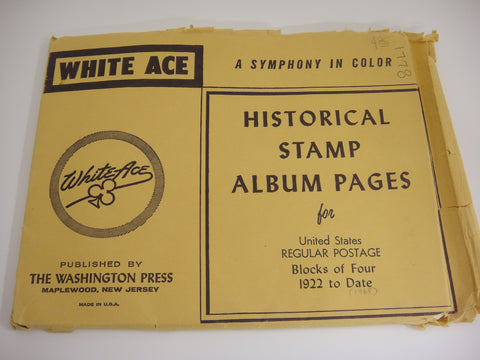 WHITE ACE
A SYMPHONY IN COLOR
1778
White Ace
PUBLISHED BY
THE WASHINGTON PRESS
MAPLEWOOD, NEW JERSEY
MADE IN U.S.A.
HISTORICAL
STAMP
ALBUM PAGES
for
United States
REGULAR POSTAGE
Blocks of Four
1922 to Date